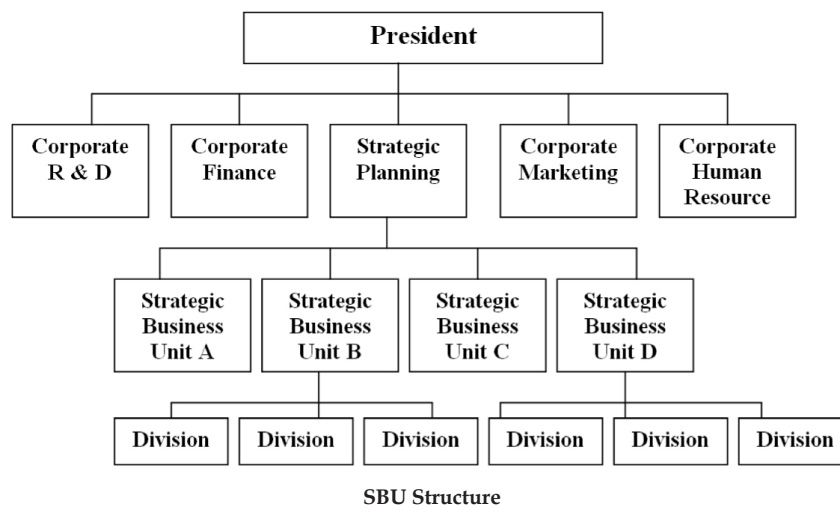 President
Corporate
R & D
Corporate
Finance
Strategic
Planning
Corporate
Marketing
Corporate
Human
Resource
Strategic
Business
Unit A
Strategic
Business
Unit B
Strategic
Business
Unit C
Strategic
Business
Unit D
Division
Division
Division
Division
Division
Division
SBU Structure